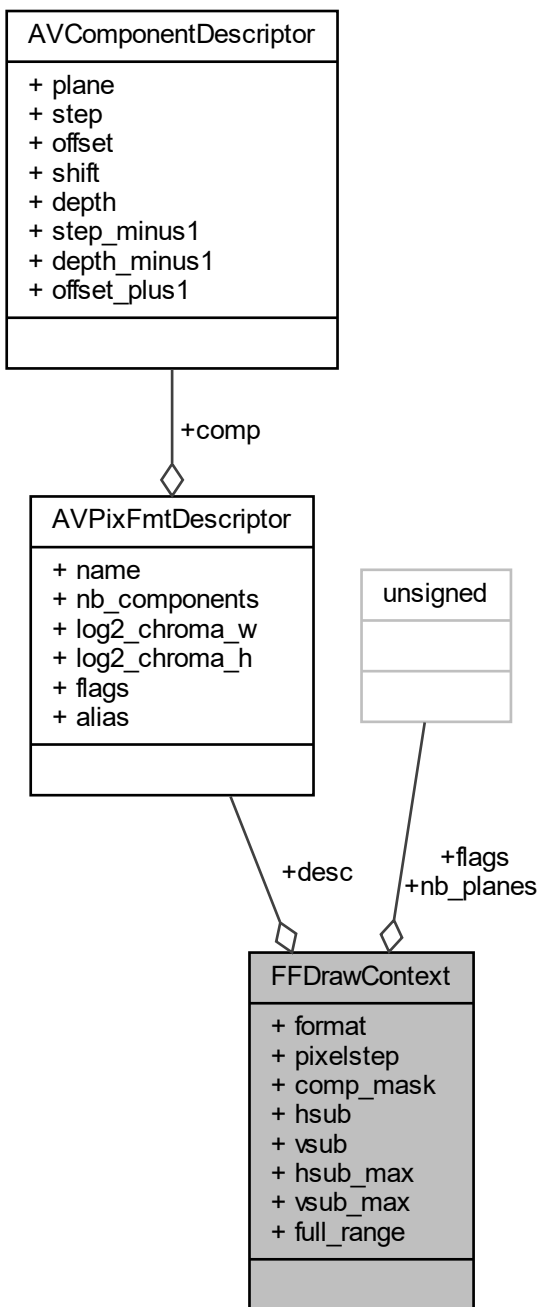 AVComponentDescriptor
+ plane
+ step
+ offset
+ shift
+ depth
+ step_minus1
+ depth_minus1
+ offset_plus1
+comp
AVPixFmtDescriptor
+ name
+ nb_components
+ log2_chroma_w
+ log2_chroma_h
+ flags
+ alias
unsigned
+desc
+flags
+nb_planes
FFDrawContext
+ format
+ pixelstep
+ comp_mask
+ hsub
+ vsub
+ hsub_max
+ vsub_max
+ full_range